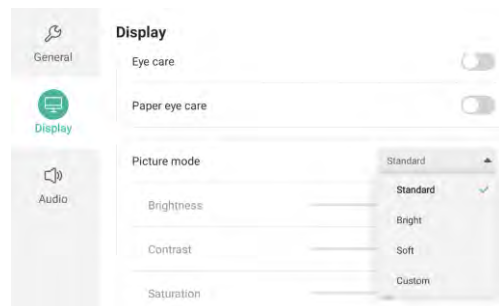 General
Display
Audio
Display
Eye care
Paper eye care
Picture mode
Standard
Standard
Bright
Soft
Custom
Brightness
Contrast
Saturation